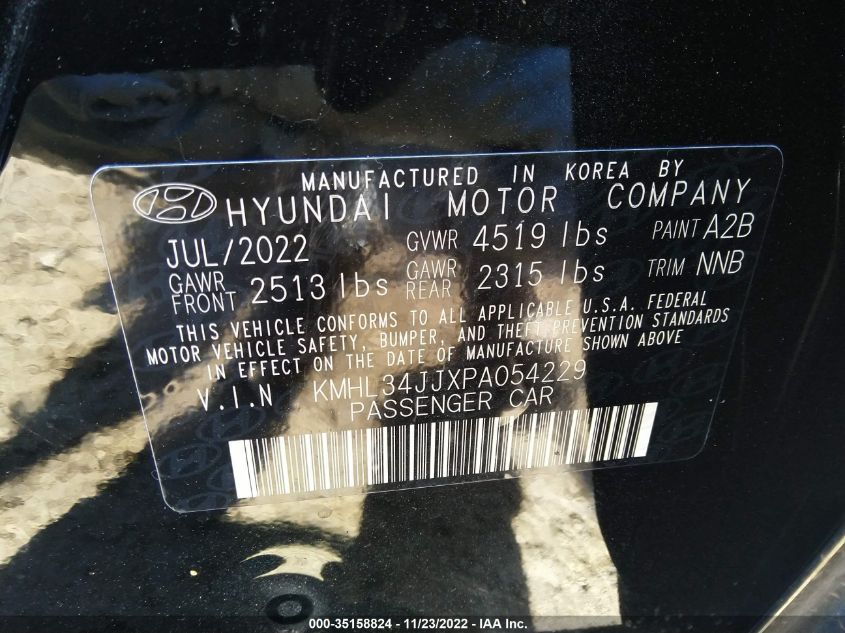 MANUFACTURED IN KOREA BY
HYUNDAI MOTOR COMPANY
JUL/2022 GVWR 4519 lbs PAINT A2B
GAWR FRONT 2513 lbs GAWR REAR 2315 lbs TRIM NNB
THIS VEHICLE CONFORMS TO ALL APPLICABLE U.S.A. FEDERAL
MOTOR VEHICLE SAFETY, BUMPER, AND THEFT PREVENTION STANDARDS
IN EFFECT ON THE DATE OF MANUFACTURE SHOWN ABOVE
V.I.N KMHL34JJXPA054229
PASSENGER CAR
000-35158824 - 11/23/2022 - IAA Inc.